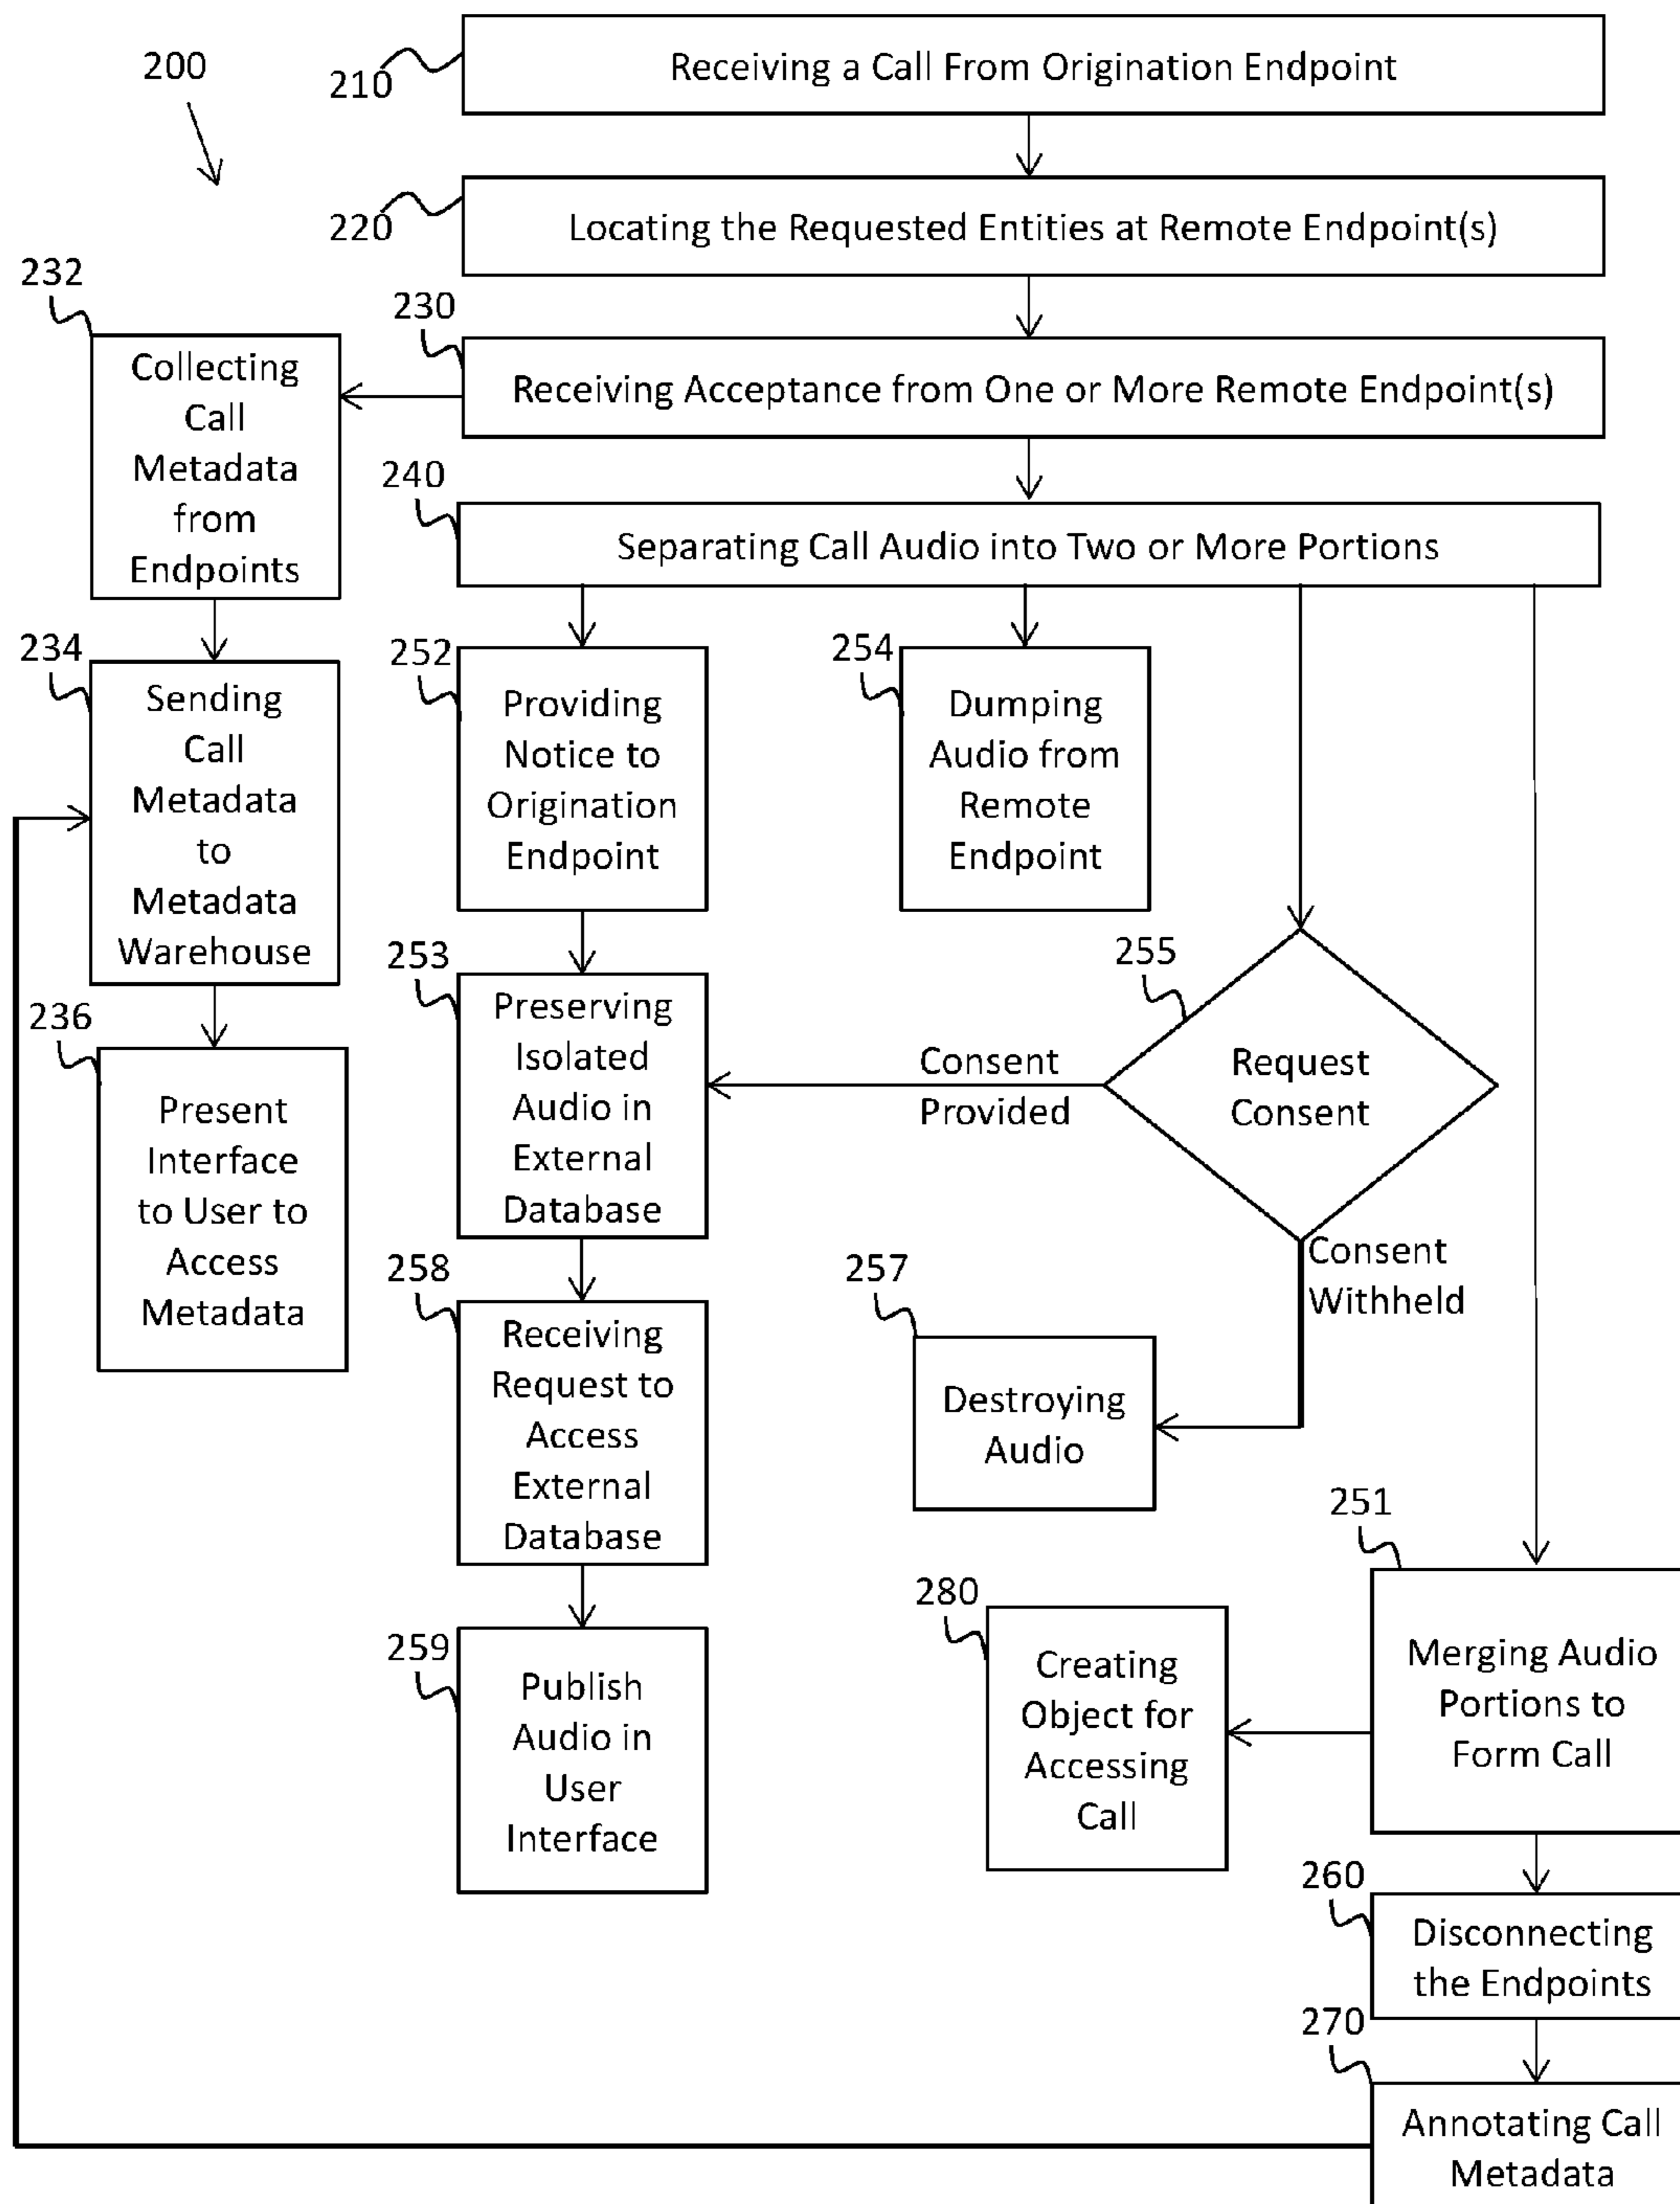 200
210
Receiving a Call From Origination Endpoint
220
Locating the Requested Entities at Remote Endpoint(s)
232
Collecting
Call
Metadata
from
Endpoints
230
Receiving Acceptance from One or More Remote Endpoint(s)
240
Separating Call Audio into Two or More Portions
234
Sending
Call
Metadata
to
Metadata
Warehouse
252
Providing
Notice to
Origination
Endpoint
254
Dumping
Audio from
Remote
Endpoint
236
Present
Interface
to User to
Access
Metadata
253
Preserving
Isolated
Audio in
External
Database
Consent
Provided
255
Request
Consent
Consent
Withheld
257
Destroying
Audio
258
Receiving
Request to
Access
External
Database
259
Publish
Audio in
User
Interface
280
Creating
Object for
Accessing
Call
251
Merging Audio
Portions to
Form Call
260
Disconnecting
the Endpoints
270
Annotating Call
Metadata